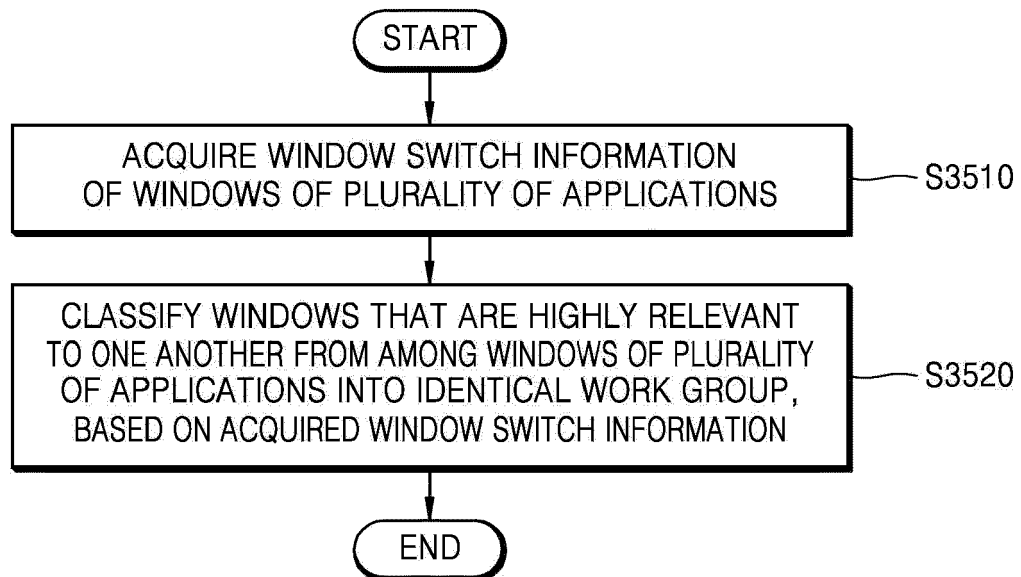 START
ACQUIRE WINDOW SWITCH INFORMATION
OF WINDOWS OF PLURALITY OF APPLICATIONS
S3510
CLASSIFY WINDOWS THAT ARE HIGHLY RELEVANT
TO ONE ANOTHER FROM AMONG WINDOWS OF PLURALITY
OF APPLICATIONS INTO IDENTICAL WORK GROUP,
BASED ON ACQUIRED WINDOW SWITCH INFORMATION
S3520
END